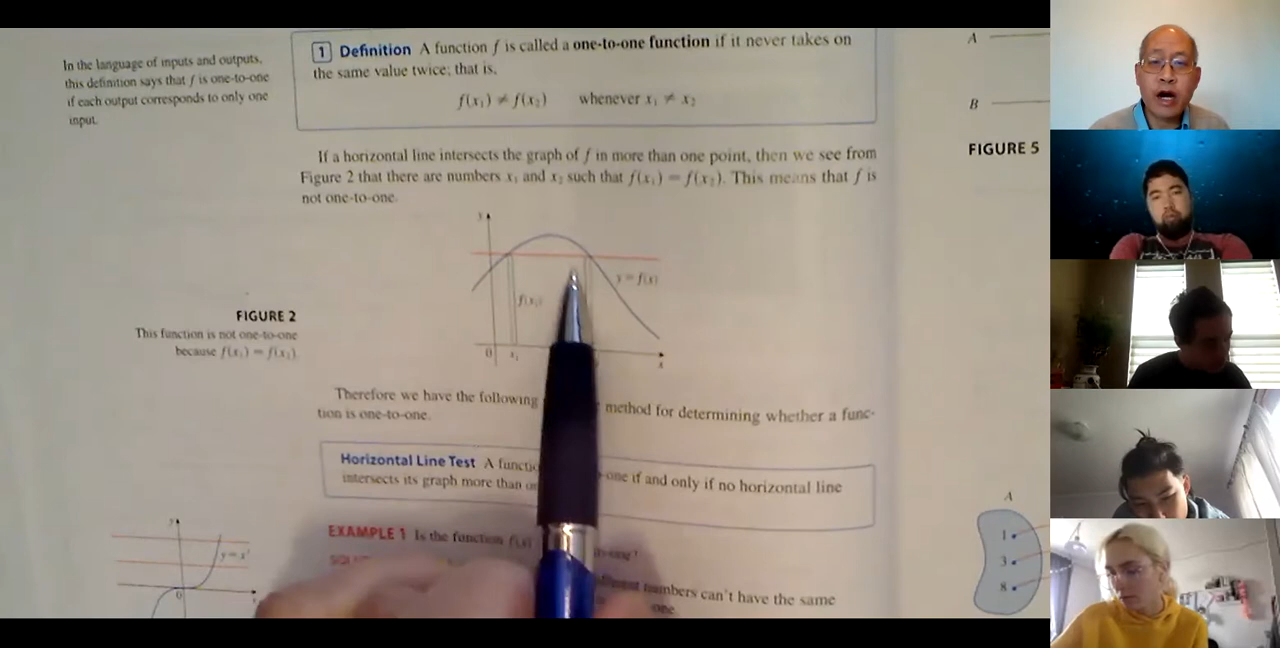 In the language of inputs and outputs,
this definition says that f is one-to-one
if each output corresponds to only one
input.
1 Definition A function f is called a one-to-one function if it never takes on
the same value twice; that is,
f(x₁) ≠ f(x₂) whenever x₁ ≠ x₂
If a horizontal line intersects the graph of f in more than one point, then we see from
Figure 2 that there are numbers x₁ and x₂ such that f(x₁) = f(x₂). This means that f is
not one-to-one.
y
y = f(x)
f(x₁)
0 x₁ x
FIGURE 2
This function is not one-to-one
because f(x₁) = f(x₂)
Therefore we have the following method for determining whether a func-
tion is one-to-one.
Horizontal Line Test A functi -one if and only if no horizontal line
intersects its graph more than
EXAMPLE 1 Is the function f(x)
numbers can't have the same
y
y = x³
0 x
A
B
FIGURE 5
A
1
3
8